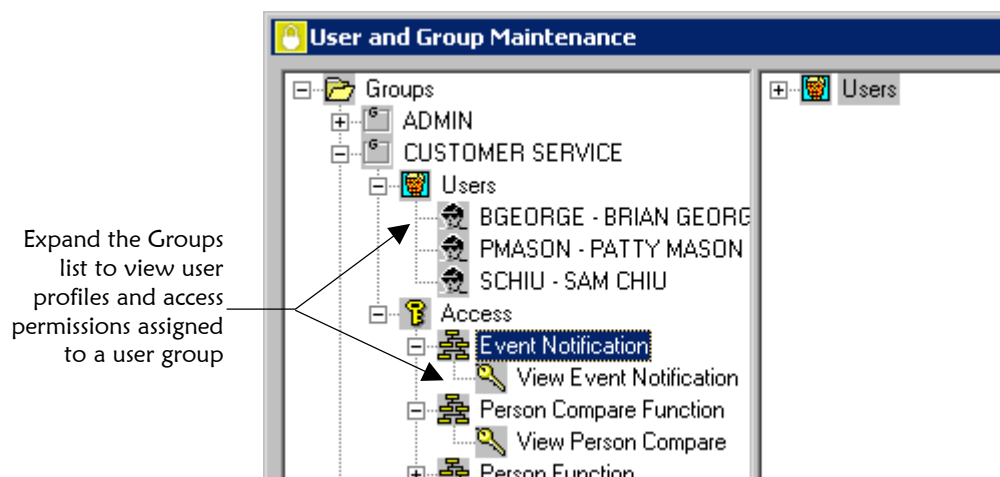 User and Group Maintenance
Groups
ADMIN
CUSTOMER SERVICE
Users
BGEORGE - BRIAN GEORG
PMASON - PATTY MASON
SCHIU - SAM CHIU
Access
Event Notification
View Event Notification
Person Compare Function
View Person Compare
Person Function
Users
Expand the Groups
list to view user
profiles and access
permissions assigned
to a user group